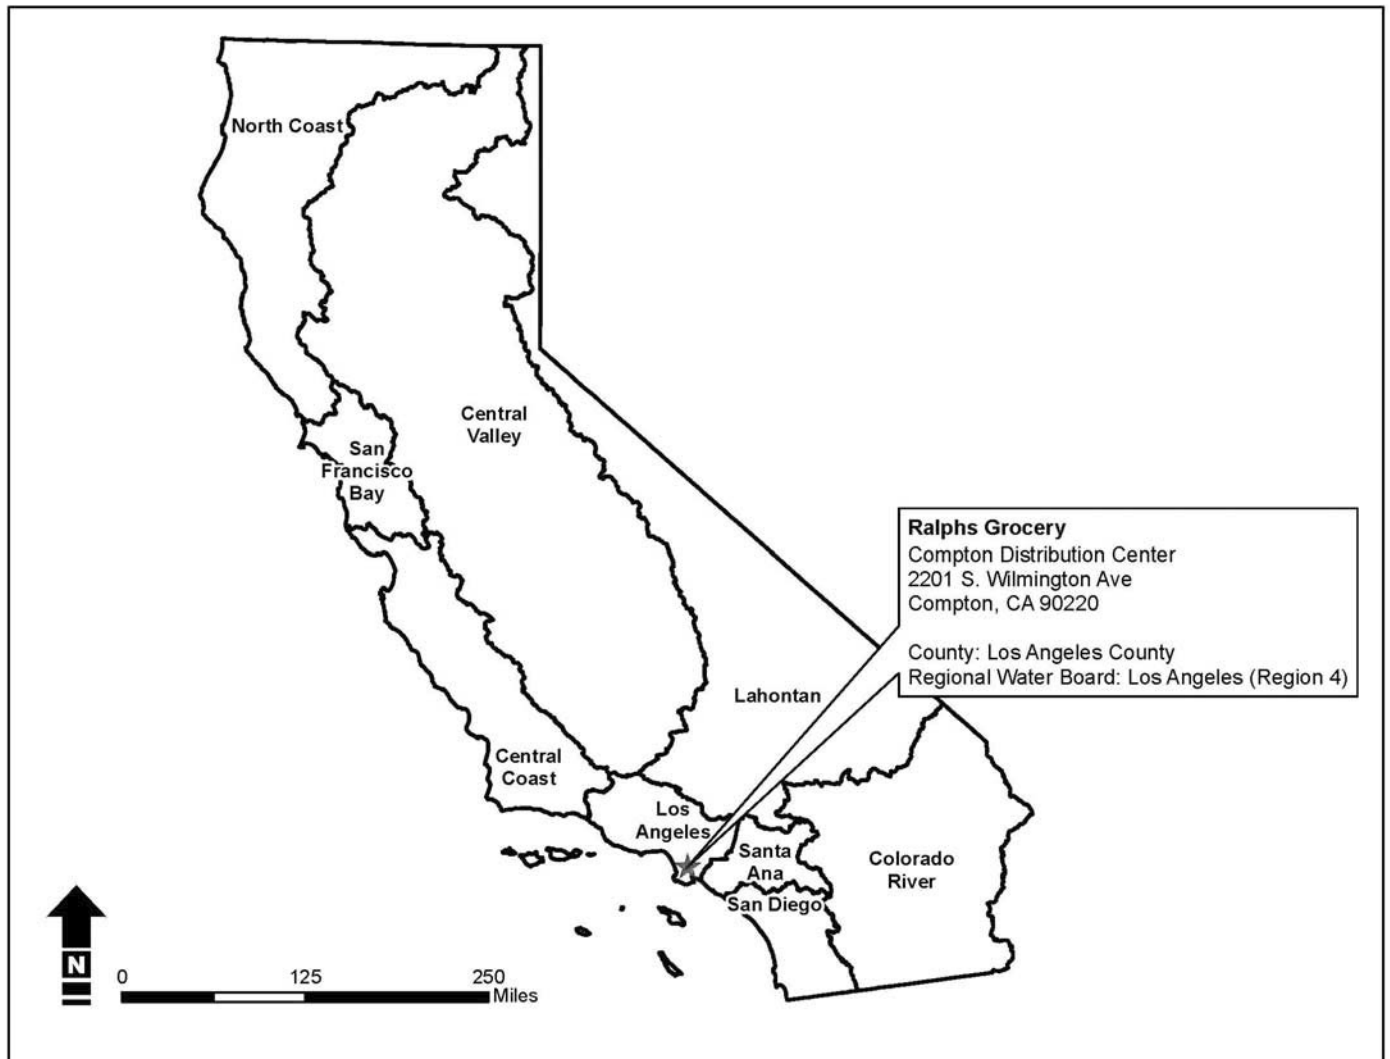 North Coast
Central
Valley
San
Francisco
Bay
Ralphs Grocery
Compton Distribution Center
2201 S. Wilmington Ave
Compton, CA 90220
County: Los Angeles County
Regional Water Board: Los Angeles (Region 4)
Lahontan
Central
Coast
Los
Angeles
Santa
Ana
Colorado
River
San Diego
N
0 125 250
Miles